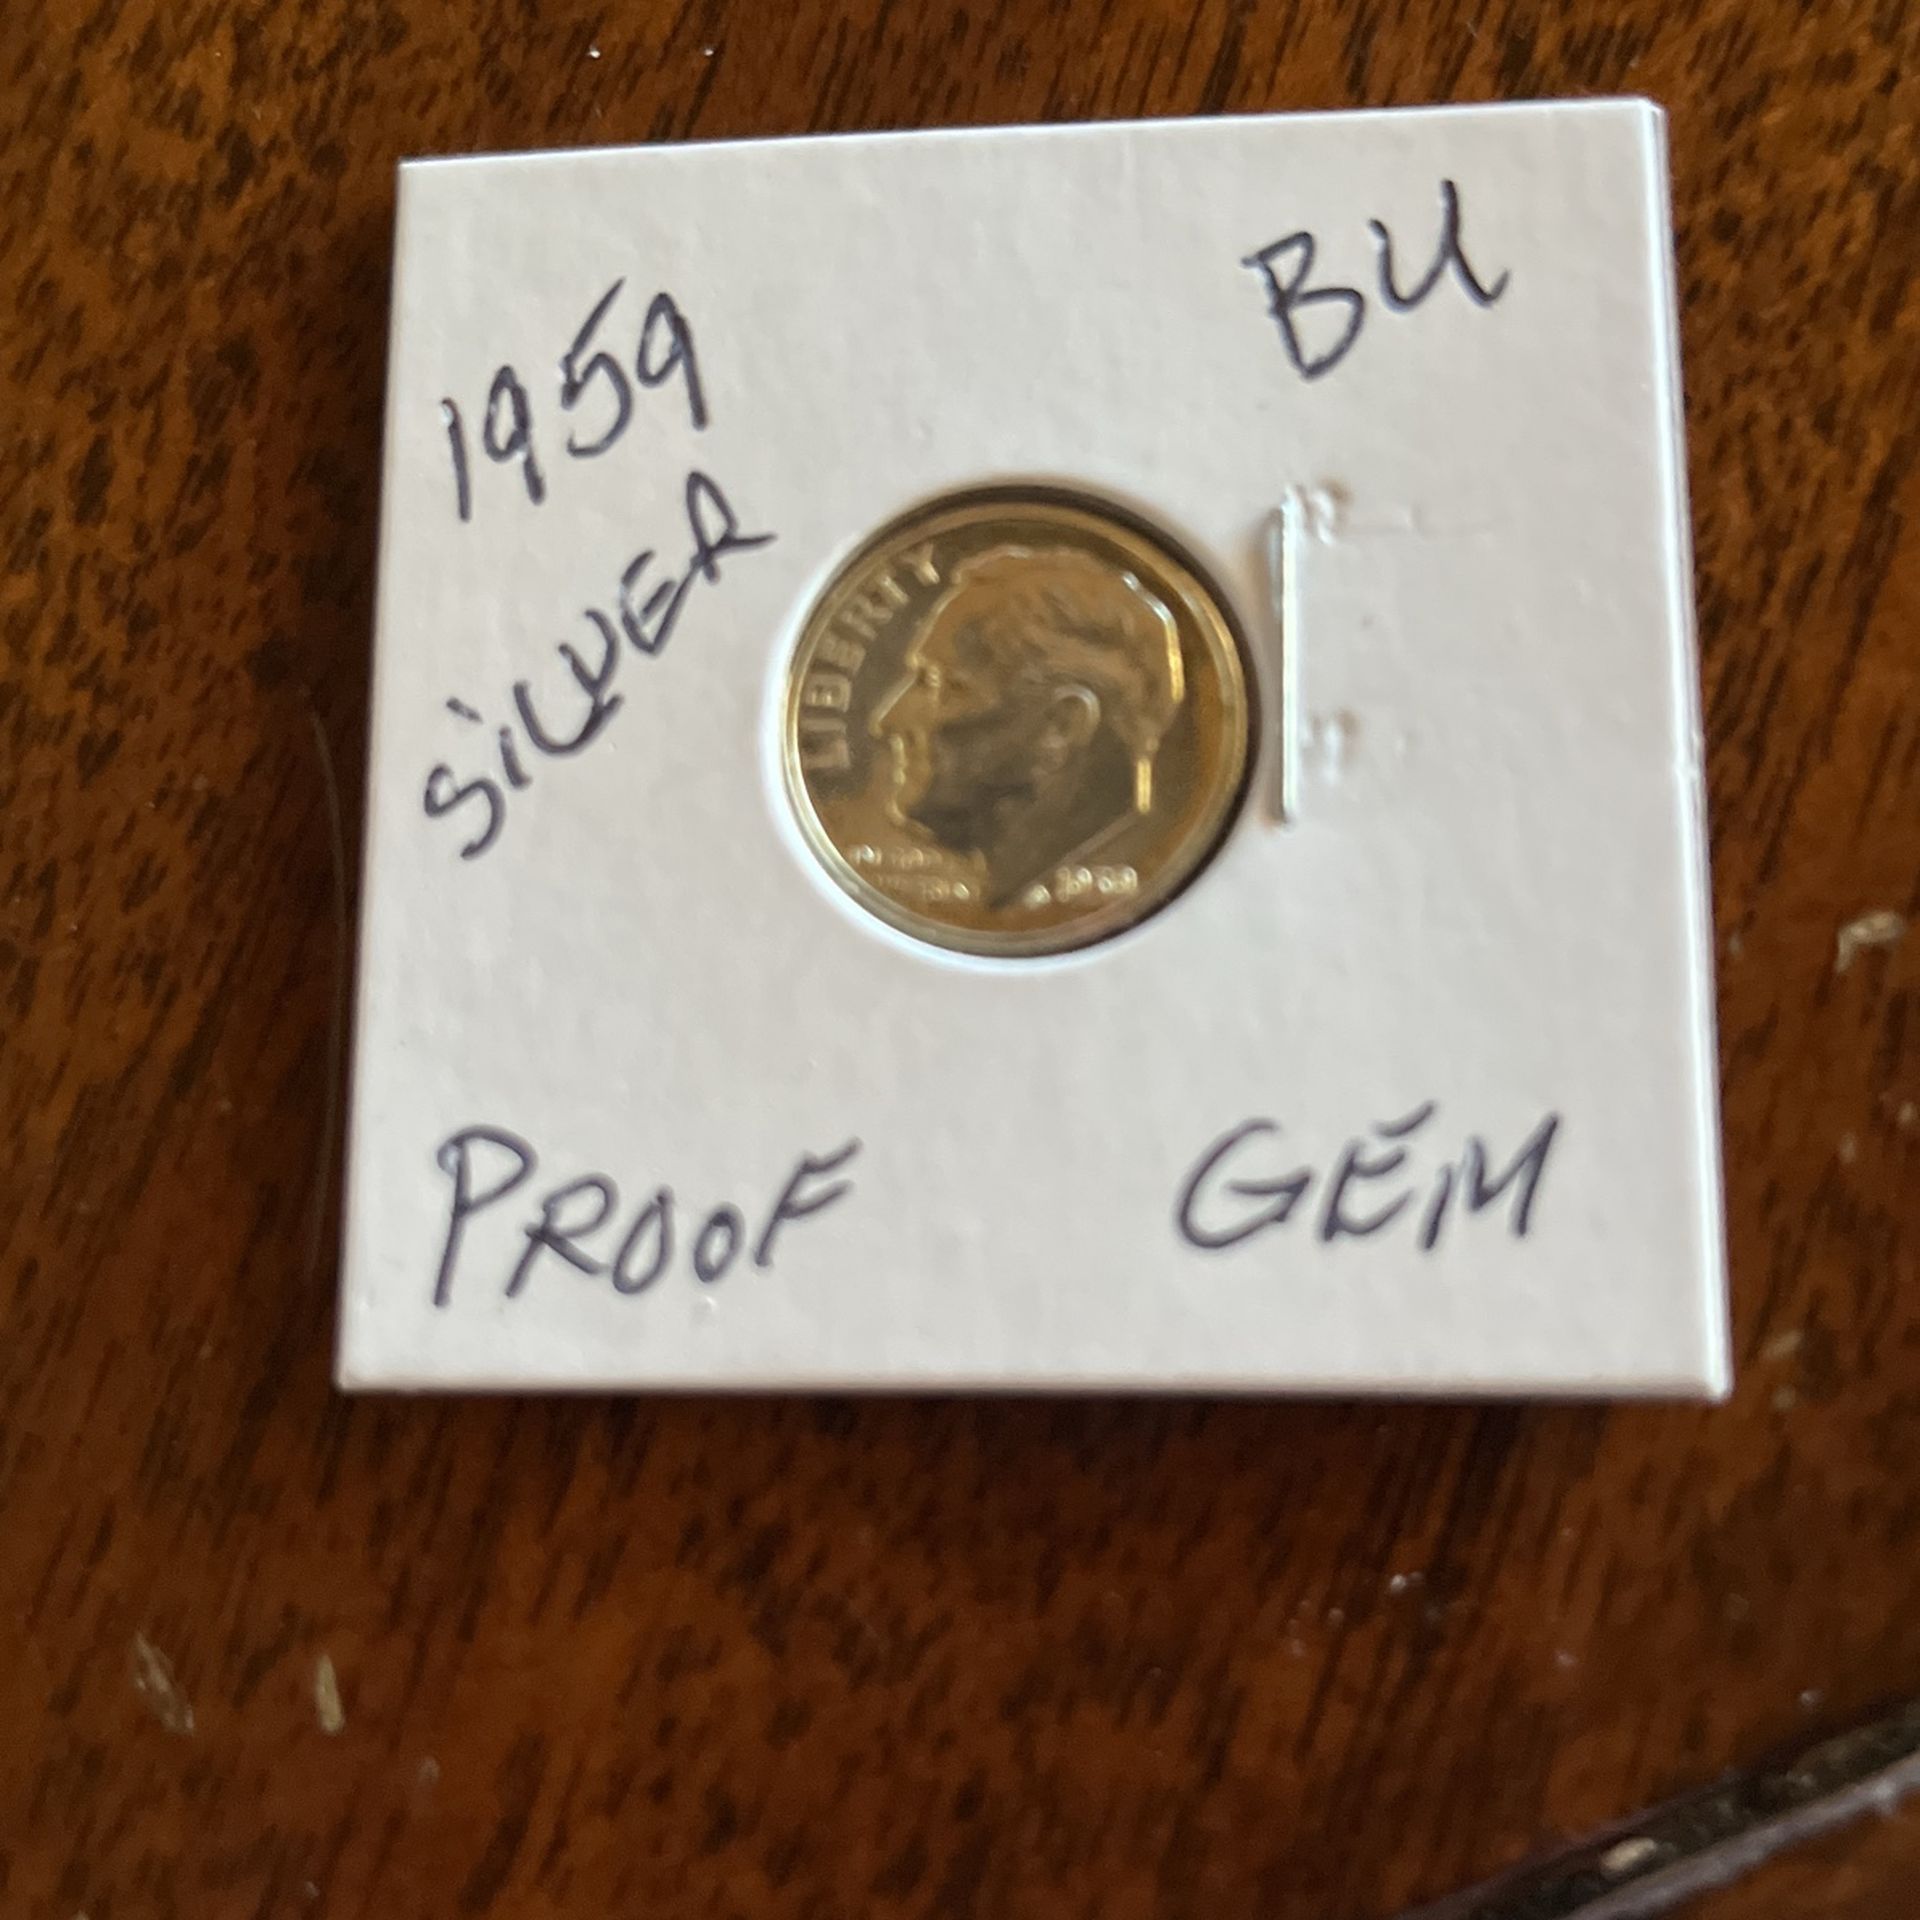 1959
BU
SiLVER
LIBERTY
PROOF
GEM